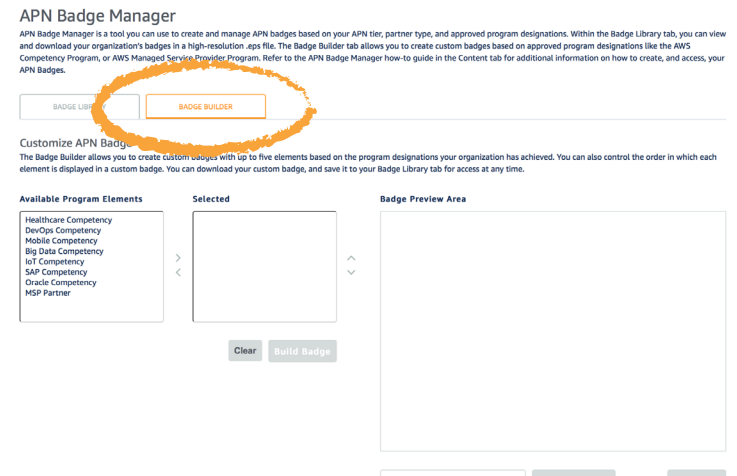 APN Badge Manager
APN Badge Manager is a tool you can use to create and manage APN badges based on your APN tier, partner type, and approved program designations. Within the Badge Library tab, you can view
and download your organization's badges in a high-resolution .eps file. The Badge Builder tab allows you to create custom badges based on approved program designations like the AWS
Competency Program, or AWS Managed Service Provider Program. Refer to the APN Badge Manager how-to guide in the Content tab for additional information on how to create, and access, your
APN Badges.
BADGE LIBRARY
BADGE BUILDER
Customize APN Badge
The Badge Builder allows you to create custom badges with up to five elements based on the program designations your organization has achieved. You can also control the order in which each
element is displayed in a custom badge. You can download your custom badge, and save it to your Badge Library tab for access at any time.
Available Program Elements
Healthcare Competency
DevOps Competency
Mobile Competency
Big Data Competency
IoT Competency
SAP Competency
Oracle Competency
MSP Partner
Selected
Clear
Build Badge
Badge Preview Area